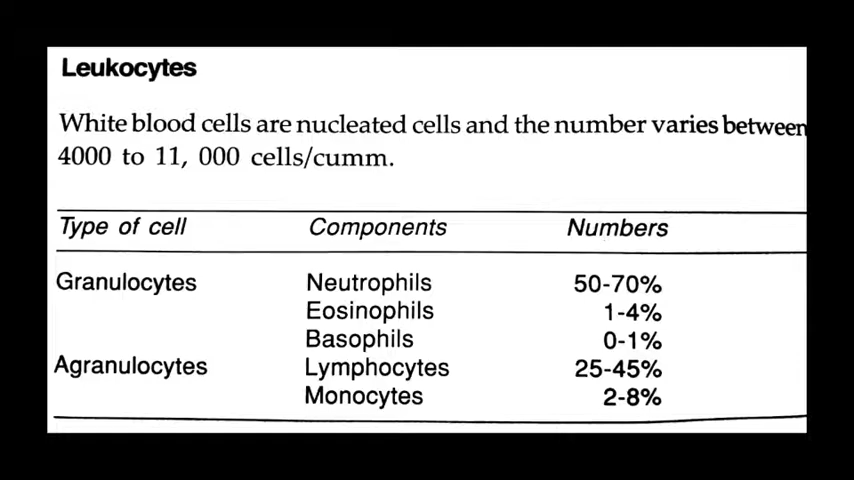 Leukocytes
White blood cells are nucleated cells and the number varies between
4000 to 11, 000 cells/cumm.
Type of cell Components Numbers
Granulocytes Neutrophils 50-70%
Eosinophils 1-4%
Basophils 0-1%
Agranulocytes Lymphocytes 25-45%
Monocytes 2-8%